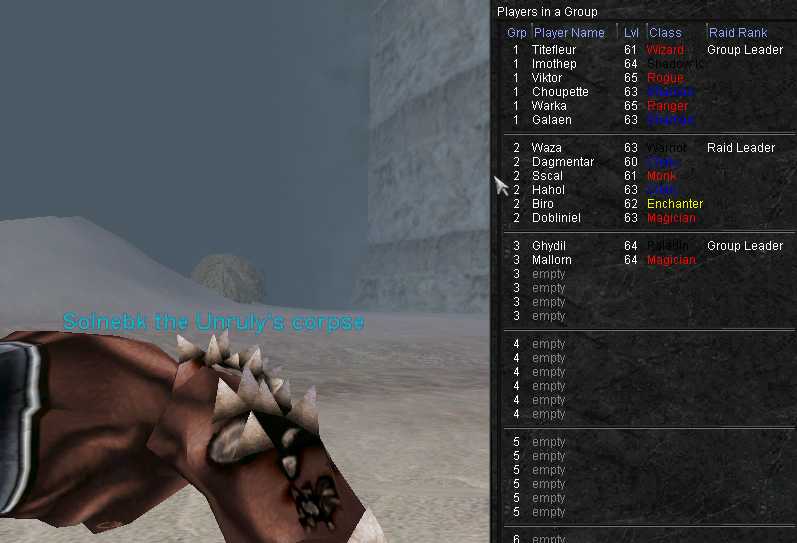 Players in a Group
Grp Player Name Lvl Class Raid Rank
1 Titefleur 61 Wizard Group Leader
1 Imothep 64 Shadow K
1 Viktor 65 Rogue
1 Choupette 63
1 Warka 65 Ranger
1 Galaen 63
2 Waza 63 Warrior Raid Leader
2 Dagmentar 60 Cleric
2 Sscal 61 Monk
2 Hahol 63 Cleric
2 Biro 62 Enchanter
2 Dobliniel 63 Magician
3 Ghydil 64 Paladin Group Leader
3 Mallorn 64 Magician
3 empty
3 empty
3 empty
3 empty
Solnebk the Unruly's corpse
4 empty
4 empty
4 empty
4 empty
4 empty
4 empty
5 empty
5 empty
5 empty
5 empty
5 empty
5 empty
6 empty